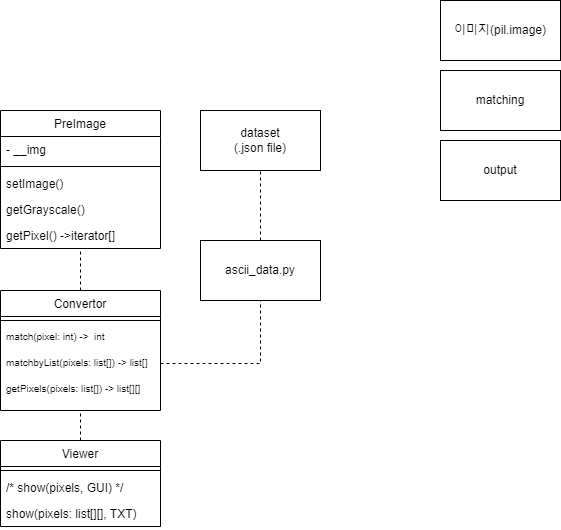 이미지(pil.image)
matching
output
PreImage
- __img
setImage()
getGrayscale()
getPixel() ->iterator[]
dataset
(.json file)
ascii_data.py
Convertor
match(pixel: int) -> int
matchbyList(pixels: list[]) -> list[]
getPixels(pixels: list[]) -> list[][]
Viewer
/* show(pixels, GUI) */
show(pixels: list[][], TXT)